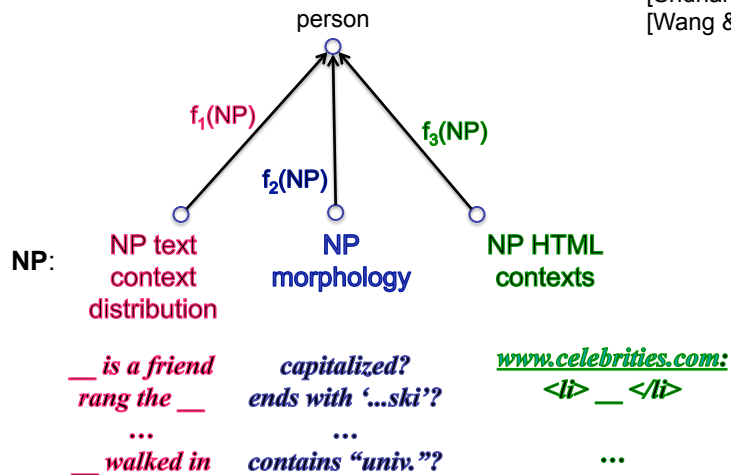 [Wang &
person
f1(NP)
f3(NP)
f2(NP)
NP:
NP text
context
distribution
NP
morphology
NP HTML
contexts
__ is a friend
rang the __
...
__ walked in
capitalized?
ends with ‘...ski’?
...
contains “univ.”?
www.celebrities.com:
<li> __ </li>
...